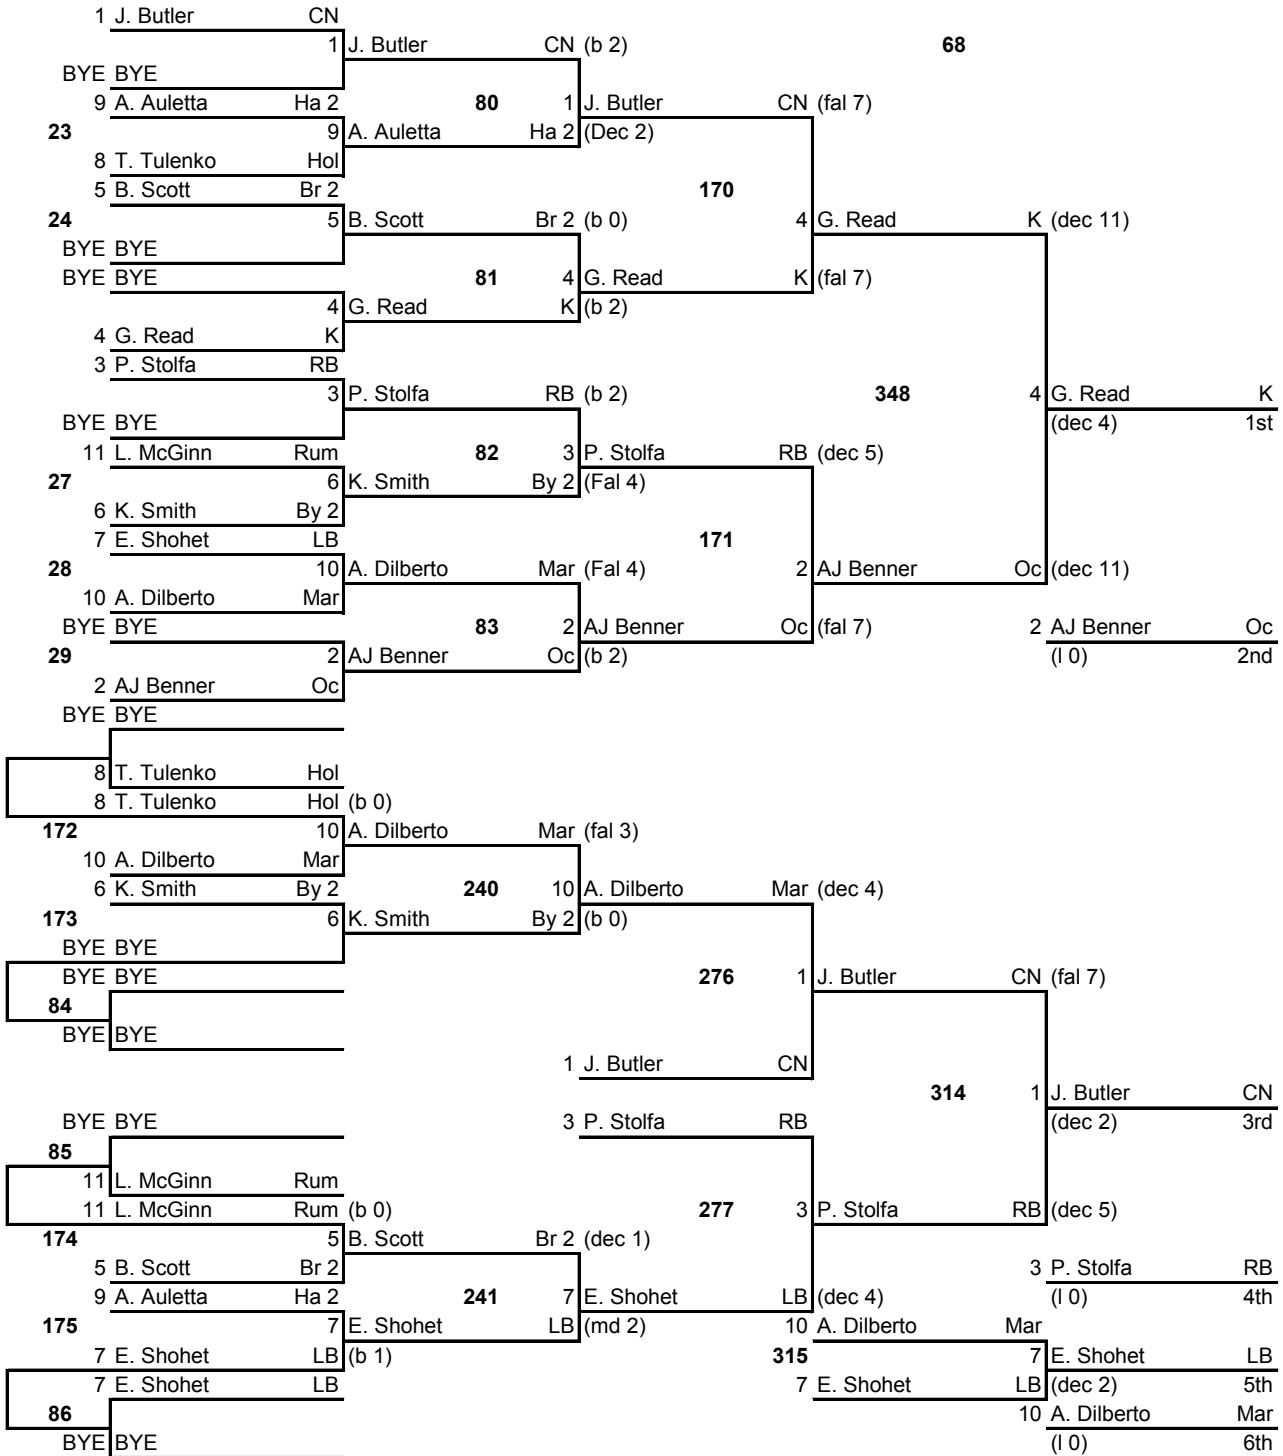 1 J. Butler CN
1 J. Butler CN (b 2) 68
BYE BYE
9 A. Auletta Ha 2 80 1 J. Butler CN (fal 7)
23 9 A. Auletta Ha 2 (Dec 2)
8 T. Tulenko Hol
5 B. Scott Br 2 170
24 5 B. Scott Br 2 (b 0) 4 G. Read K (dec 11)
BYE BYE
BYE BYE 81 4 G. Read K (fal 7)
4 G. Read K (b 2)
4 G. Read K
3 P. Stolfa RB
3 P. Stolfa RB (b 2) 348 4 G. Read K
BYE BYE (dec 4) 1st
11 L. McGinn Rum 82 3 P. Stolfa RB (dec 5)
27 6 K. Smith By 2 (Fal 4)
6 K. Smith By 2
7 E. Shohet LB 171
28 10 A. Dilberto Mar (Fal 4) 2 AJ Benner Oc (dec 11)
10 A. Dilberto Mar
BYE BYE 83 2 AJ Benner Oc (fal 7) 2 AJ Benner Oc
29 2 AJ Benner Oc (b 2) (l 0) 2nd
2 AJ Benner Oc
BYE BYE
8 T. Tulenko Hol
8 T. Tulenko Hol (b 0)
172 10 A. Dilberto Mar (fal 3)
10 A. Dilberto Mar
6 K. Smith By 2 240 10 A. Dilberto Mar (dec 4)
173 6 K. Smith By 2 (b 0)
BYE BYE
BYE BYE 276 1 J. Butler CN (fal 7)
84
BYE BYE
1 J. Butler CN
314 1 J. Butler CN
BYE BYE 3 P. Stolfa RB (dec 2) 3rd
85
11 L. McGinn Rum
11 L. McGinn Rum (b 0) 277 3 P. Stolfa RB (dec 5)
174 5 B. Scott Br 2 (dec 1)
5 B. Scott Br 2 3 P. Stolfa RB
9 A. Auletta Ha 2 241 7 E. Shohet LB (dec 4) (l 0) 4th
175 7 E. Shohet LB (md 2) 10 A. Dilberto Mar
7 E. Shohet LB (b 1) 315 7 E. Shohet LB
7 E. Shohet LB 7 E. Shohet LB (dec 2) 5th
86 10 A. Dilberto Mar
BYE BYE (l 0) 6th